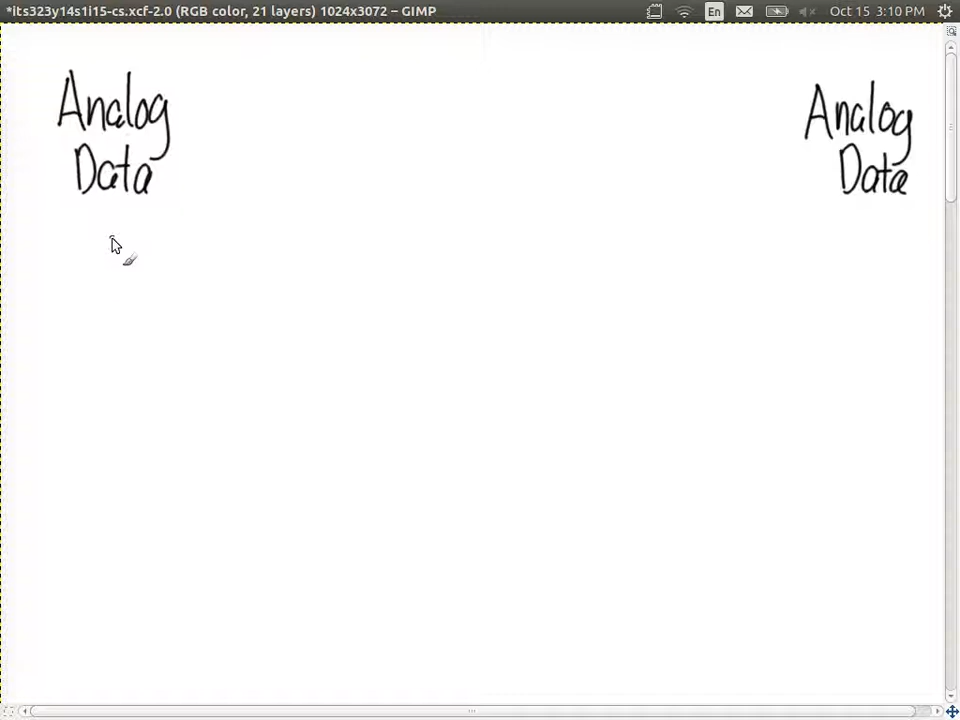 *its323y14s1l15-cs.xcf-2.0 (RGB color, 21 layers) 1024x3072 – GIMP
En
Oct 15 3:10 PM
Analog
Data
Analog
Data